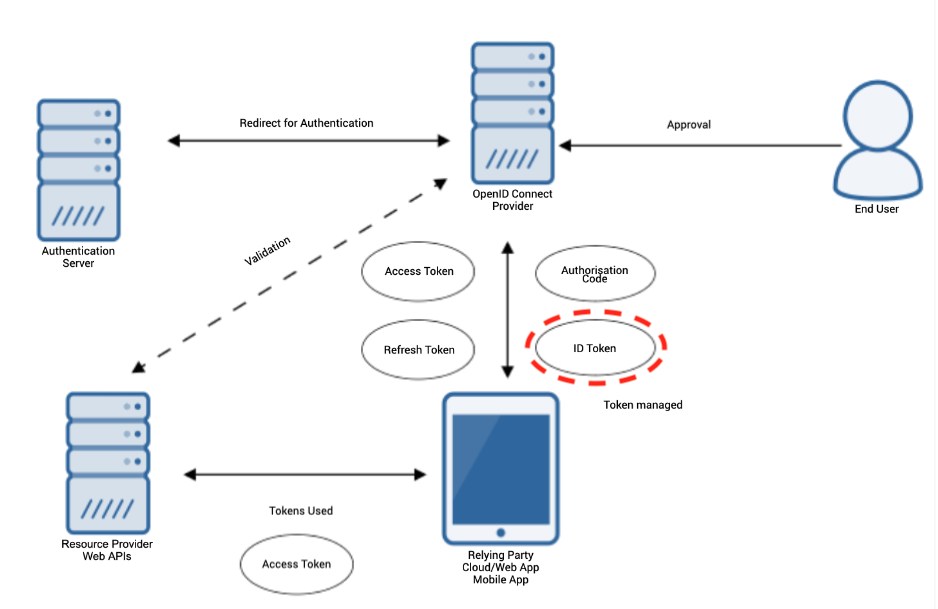 Redirect for Authentication
Approval
OpenID Connect
Provider
End User
Authentication
Server
Validation
Access Token
Authorisation
Code
Refresh Token
ID Token
Token managed
Resource Provider
Web APIs
Tokens Used
Access Token
Relying Party
Cloud/Web App
Mobile App